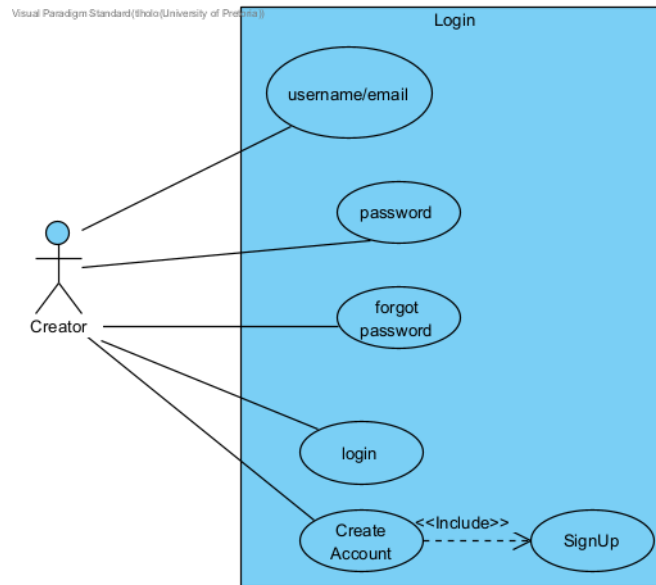 Visual Paradigm Standard(tlholo(University of Pretoria))
Login
username/email
password
forgot
password
Creator
login
<<Include>>
Create
Account
SignUp